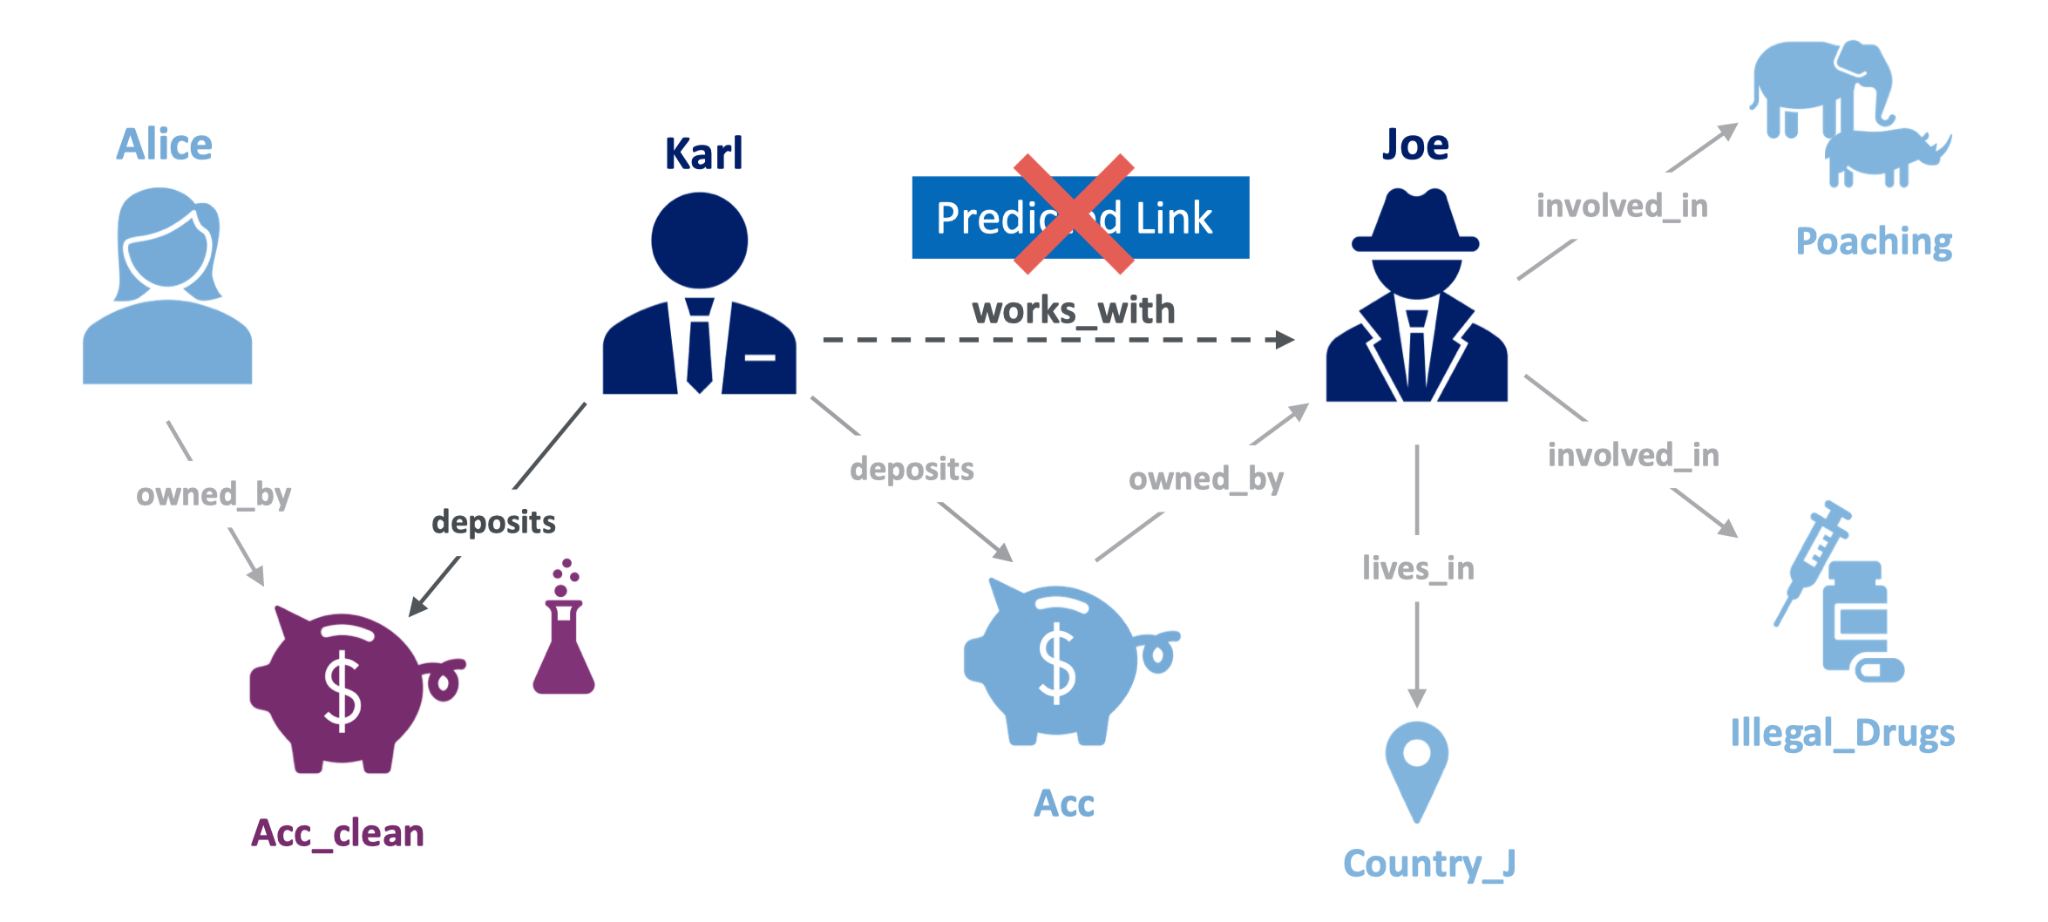 Alice
Karl
Joe
Predicted Link
works_with
involved_in
Poaching
owned_by
deposits
deposits
owned_by
involved_in
lives_in
$
$
Illegal_Drugs
Acc_clean
Acc
Country_J